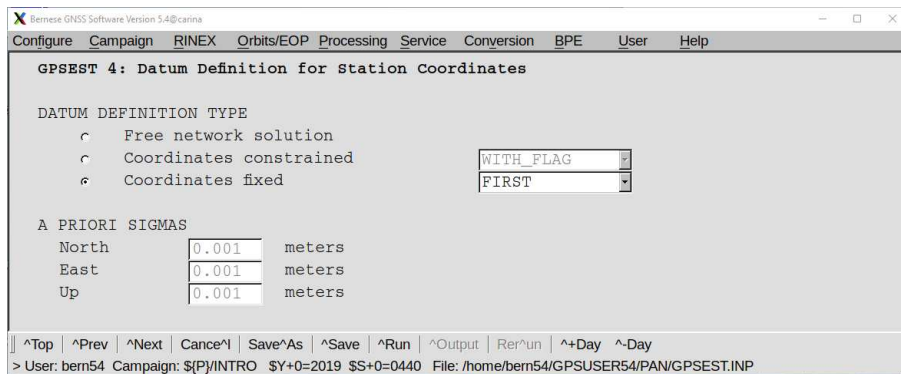 Bernese GNSS Software Version 5.4@carina
Configure Campaign RINEX Orbits/EOP Processing Service Conversion BPE User Help
GPSEST 4: Datum Definition for Station Coordinates
DATUM DEFINITION TYPE
Free network solution
Coordinates constrained WITH_FLAG
Coordinates fixed FIRST
A PRIORI SIGMAS
North 0.001 meters
East 0.001 meters
Up 0.001 meters
^Top ^Prev ^Next Cance^l Save^As ^Save ^Run ^Output Rer^un ^+Day ^-Day
> User: bern54 Campaign: ${P}/INTRO $Y+0=2019 $S+0=0440 File: /home/bern54/GPSUSER54/PAN/GPSEST.INP